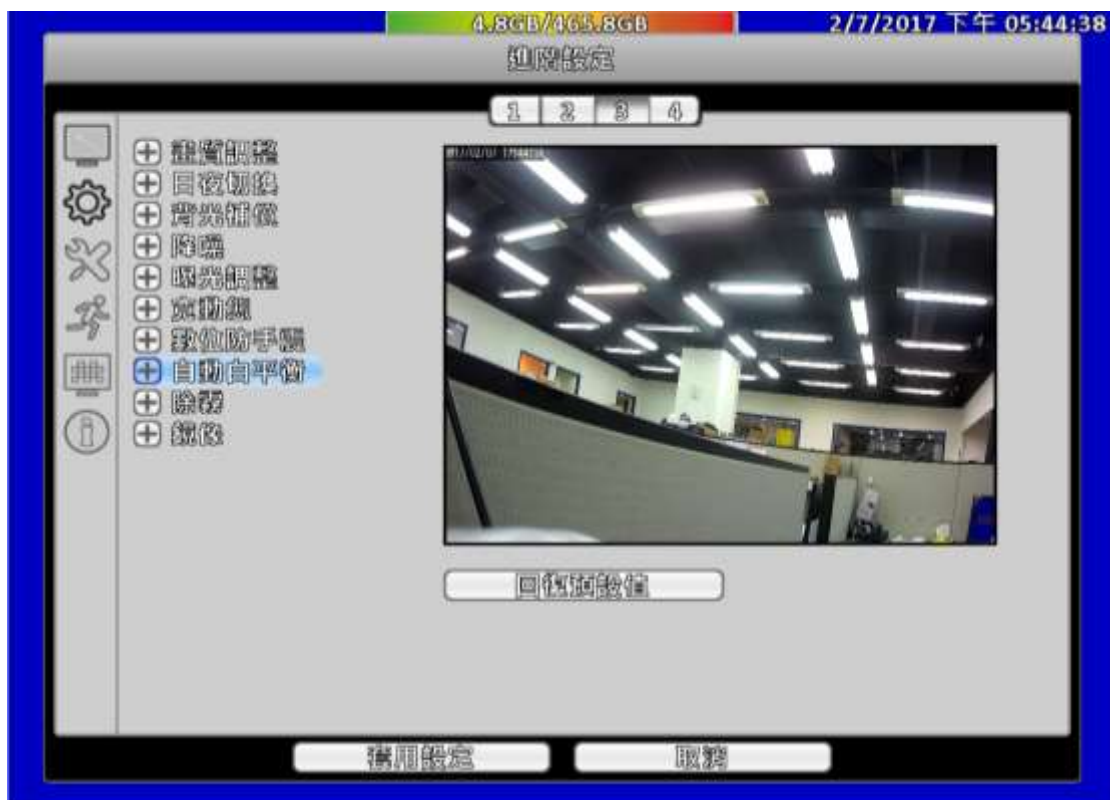 4.8GB/465.8GB
2/7/2017 下午 05:44:38
進階設定
1 2 3 4
畫質調整
日夜切換
背光補償
降噪
曝光調整
寬動態
數位防手震
自動白平衡
除霧
鏡像
回復預設值
套用設定
取消